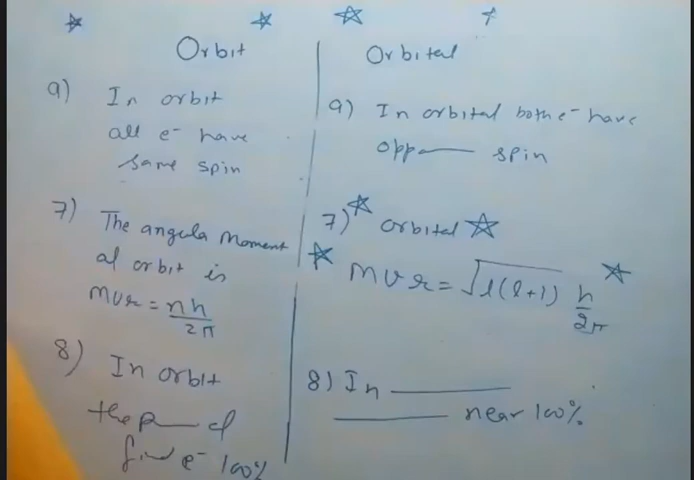 Orbit
9) In orbit
all e- have
same spin
7) The angula Moment
al orbit is
mvr = nh/2π
8) In orbit
the p of
find e- 100%
Orbital
9) In orbital both e- have
oppo spin
7) orbital
mvr = √l(l+1) h/2π
8) In
near 100%